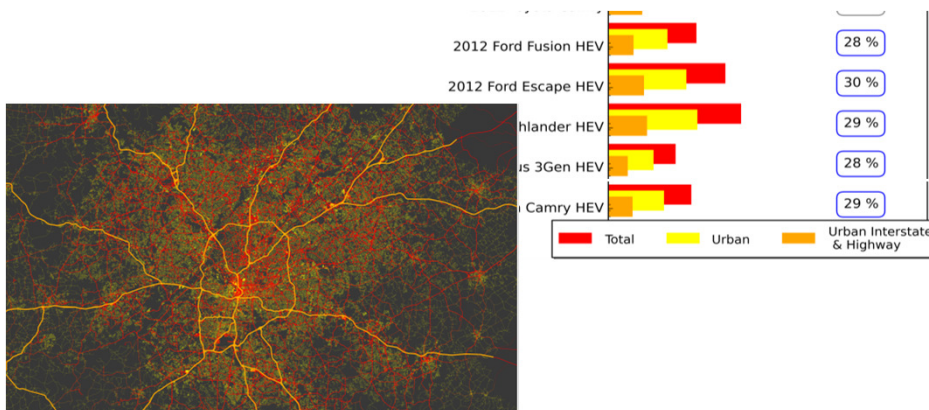 2012 Ford Fusion HEV
28 %
2012 Ford Escape HEV
30 %
hlander HEV
29 %
us 3Gen HEV
28 %
Camry HEV
29 %
Total
Urban
Urban Interstate
& Highway